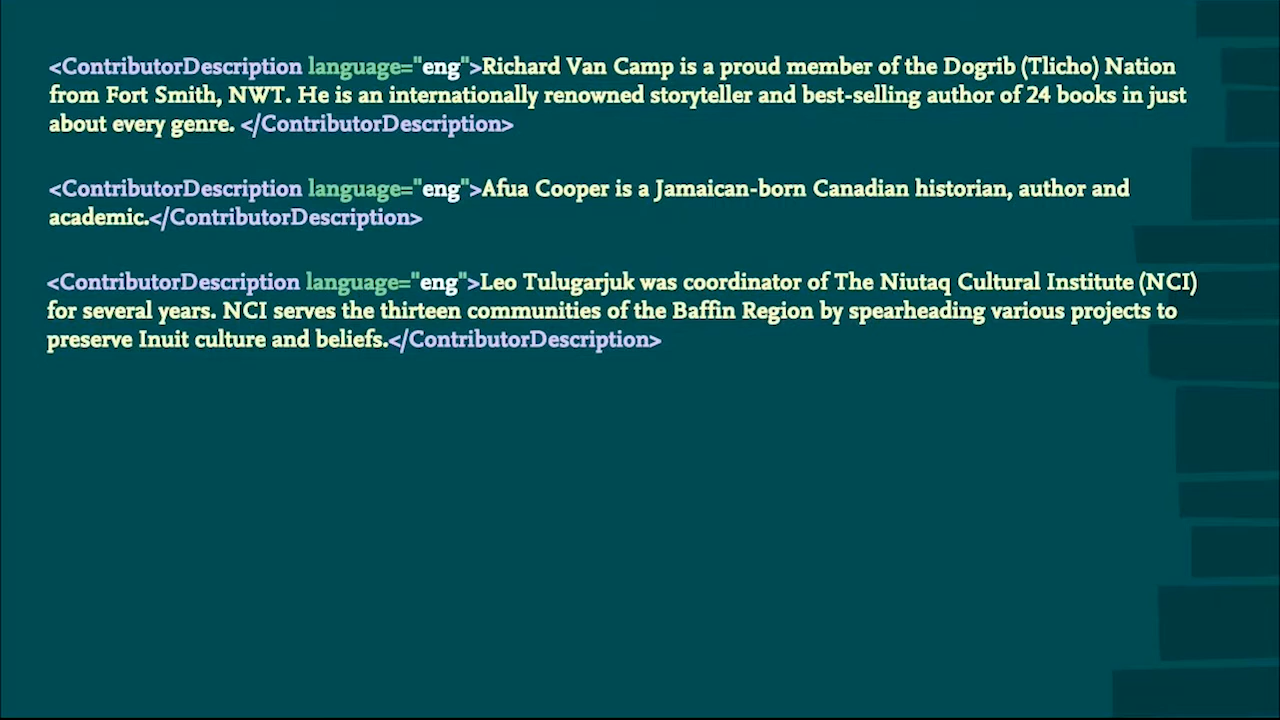 <ContributorDescription language="eng">Richard Van Camp is a proud member of the Dogrib (Tlicho) Nation
from Fort Smith, NWT. He is an internationally renowned storyteller and best-selling author of 24 books in just
about every genre. </ContributorDescription>
<ContributorDescription language="eng">Afua Cooper is a Jamaican-born Canadian historian, author and
academic.</ContributorDescription>
<ContributorDescription language="eng">Leo Tulugarjuk was coordinator of The Niutaq Cultural Institute (NCI)
for several years. NCI serves the thirteen communities of the Baffin Region by spearheading various projects to
preserve Inuit culture and beliefs.</ContributorDescription>